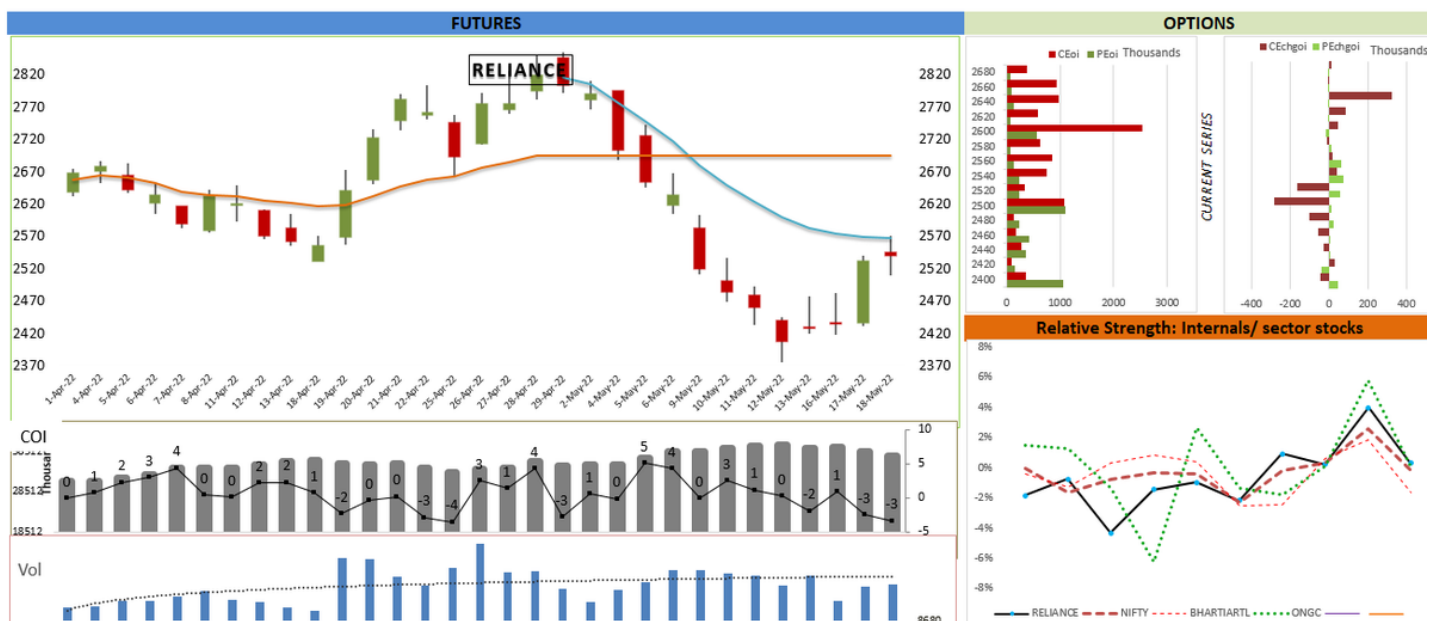 FUTURES
RELIANCE
2820
2770
2720
2670
2620
2570
2520
2470
2420
2370
2820
2770
2720
2670
2620
2570
2520
2470
2420
2370
1-Apr-22
4-Apr-22
5-Apr-22
6-Apr-22
7-Apr-22
8-Apr-22
11-Apr-22
12-Apr-22
13-Apr-22
18-Apr-22
19-Apr-22
20-Apr-22
21-Apr-22
22-Apr-22
25-Apr-22
26-Apr-22
27-Apr-22
28-Apr-22
29-Apr-22
2-May-22
4-May-22
5-May-22
6-May-22
9-May-22
10-May-22
11-May-22
12-May-22
13-May-22
16-May-22
17-May-22
18-May-22
COI
Thousar
28512
18512
0 1 2 3 4 0 0 2 2 1 -2 0 0 -3 -4 3 1 4 -3 1 0 5 4 0 3 1 0 -2 1 -3 -3
10
5
0
-5
Vol
8680
OPTIONS
CEoi PEoi Thousands
2680
2640
2620
2600
2560
2540
2520
2500
2480
2460
2440
2400
0 1000 2000 3000
CURRENT SERIES
CEchgoi PEchgoi Thousands
-400 -200 0 200 400
Relative Strength: Internals/ sector stocks
8%
6%
4%
2%
0%
-2%
-4%
-6%
-8%
RELIANCE NIFTY BHARTIARTL ONGC